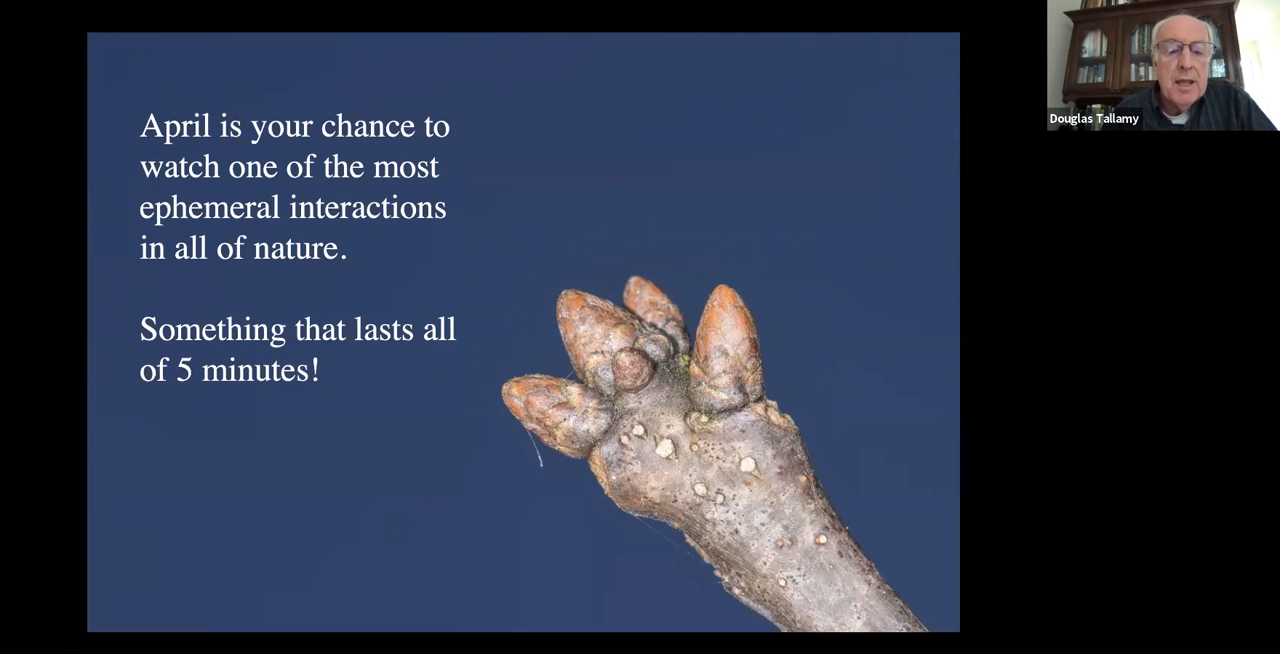 April is your chance to
watch one of the most
ephemeral interactions
in all of nature.
Something that lasts all
of 5 minutes!
Douglas Tallamy